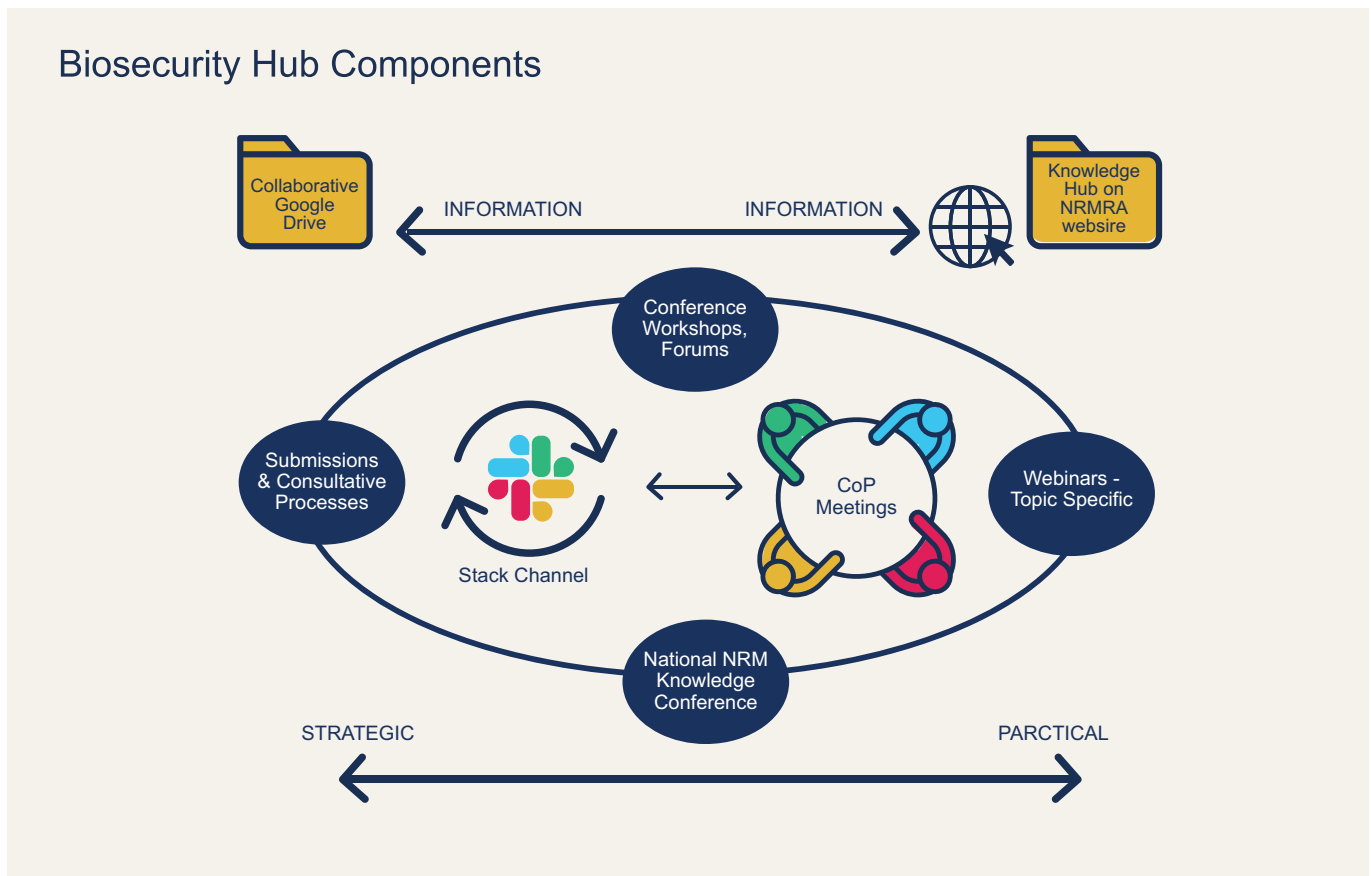 Biosecurity Hub Components
Collaborative
Google
Drive
INFORMATION
INFORMATION
Knowledge
Hub on
NRMRA
websire
Conference
Workshops,
Forums
Submissions
& Consultative
Processes
Stack Channel
CoP
Meetings
Webinars -
Topic Specific
National NRM
Knowledge
Conference
STRATEGIC
PARCTICAL